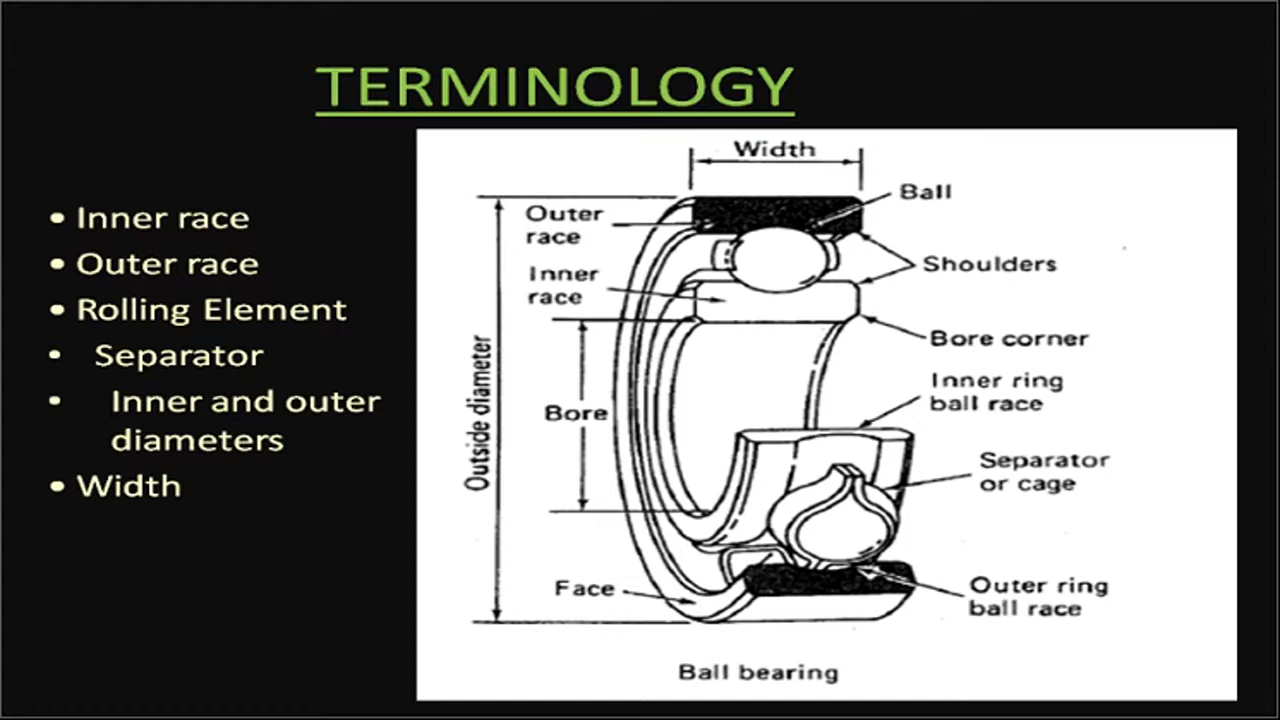 TERMINOLOGY
• Inner race
• Outer race
• Rolling Element
• Separator
• Inner and outer
diameters
• Width
Width
Ball
Outer
race
Shoulders
Inner
race
Bore corner
Outside diameter
Inner ring
ball race
Bore
Separator
or cage
Face
Outer ring
ball race
Ball bearing